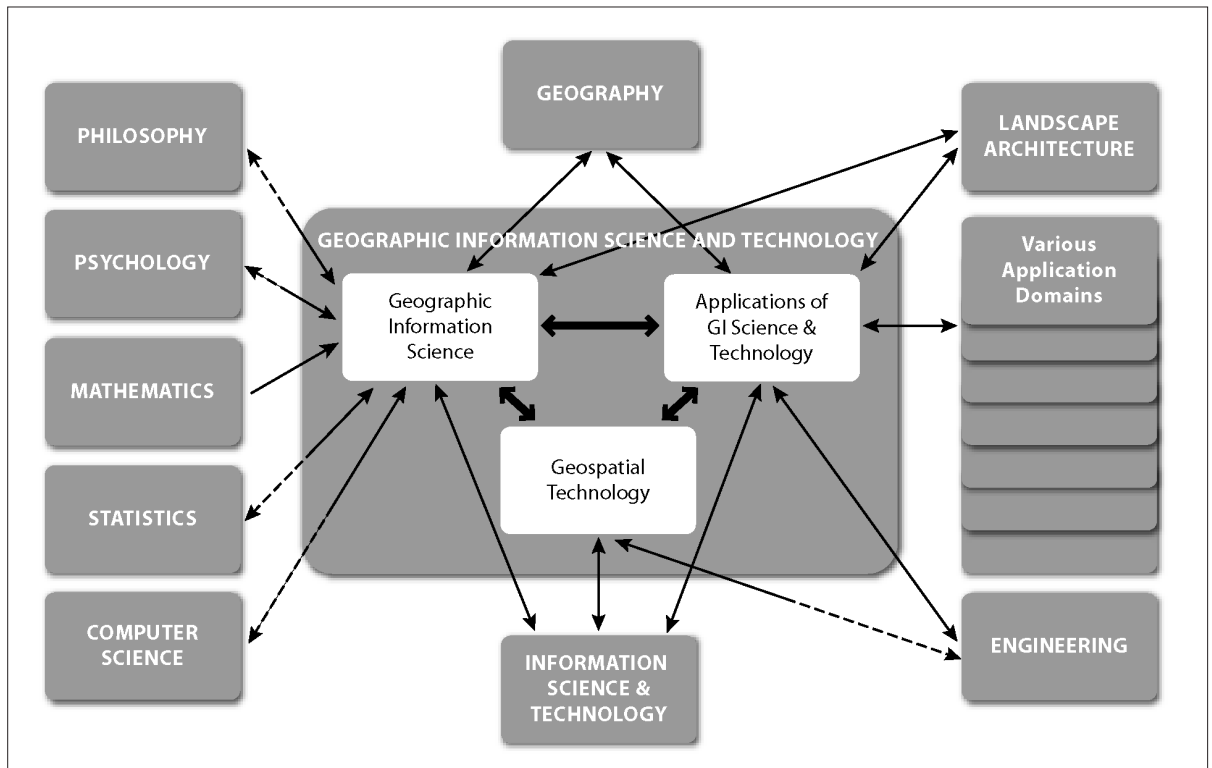 GEOGRAPHY
PHILOSOPHY
LANDSCAPE
ARCHITECTURE
PSYCHOLOGY
GEOGRAPHIC INFORMATION SCIENCE AND TECHNOLOGY
Various
Application
Domains
Geographic
Information
Science
Applications of
GI Science &
Technology
MATHEMATICS
Geospatial
Technology
STATISTICS
COMPUTER
SCIENCE
INFORMATION
SCIENCE &
TECHNOLOGY
ENGINEERING